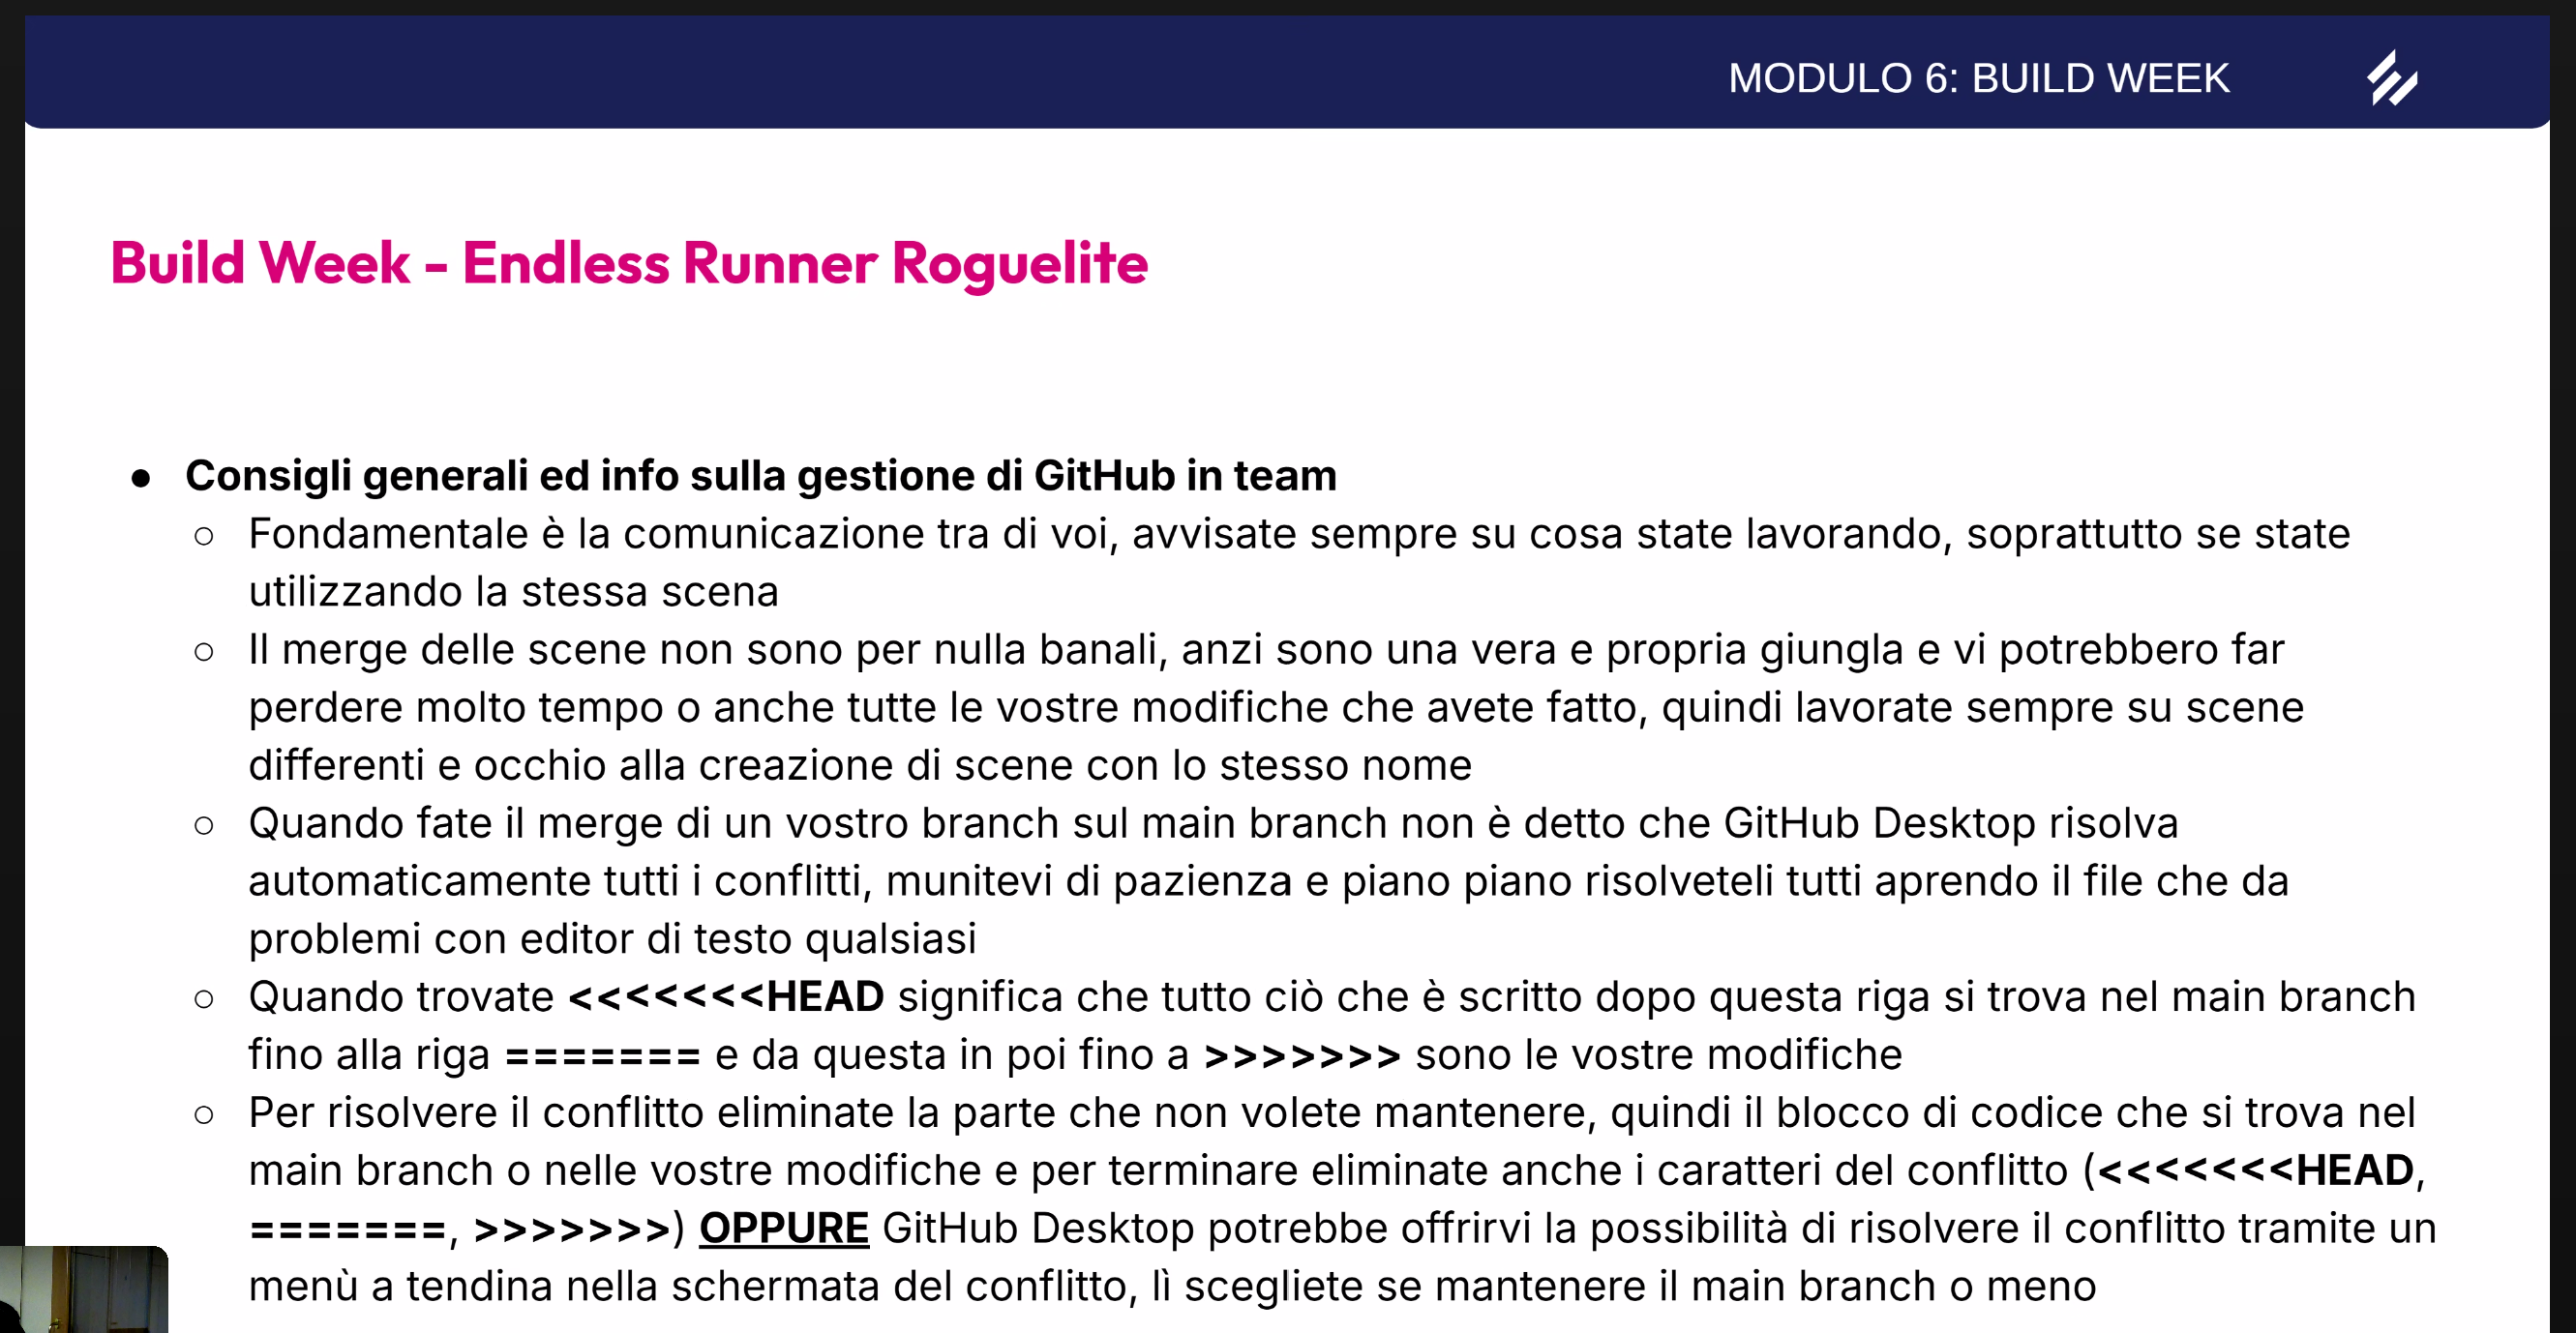 MODULO 6: BUILD WEEK
Build Week - Endless Runner Roguelite
● Consigli generali ed info sulla gestione di GitHub in team
○ Fondamentale è la comunicazione tra di voi, avvisate sempre su cosa state lavorando, soprattutto se state
utilizzando la stessa scena
○ Il merge delle scene non sono per nulla banali, anzi sono una vera e propria giungla e vi potrebbero far
perdere molto tempo o anche tutte le vostre modifiche che avete fatto, quindi lavorate sempre su scene
differenti e occhio alla creazione di scene con lo stesso nome
○ Quando fate il merge di un vostro branch sul main branch non è detto che GitHub Desktop risolva
automaticamente tutti i conflitti, munitevi di pazienza e piano piano risolveteli tutti aprendo il file che da
problemi con editor di testo qualsiasi
○ Quando trovate <<<<<<<HEAD significa che tutto ciò che è scritto dopo questa riga si trova nel main branch
fino alla riga ======= e da questa in poi fino a >>>>>>> sono le vostre modifiche
○ Per risolvere il conflitto eliminate la parte che non volete mantenere, quindi il blocco di codice che si trova nel
main branch o nelle vostre modifiche e per terminare eliminate anche i caratteri del conflitto (<<<<<<<HEAD,
=======, >>>>>>>) OPPURE GitHub Desktop potrebbe offrirvi la possibilità di risolvere il conflitto tramite un
menù a tendina nella schermata del conflitto, lì scegliete se mantenere il main branch o meno